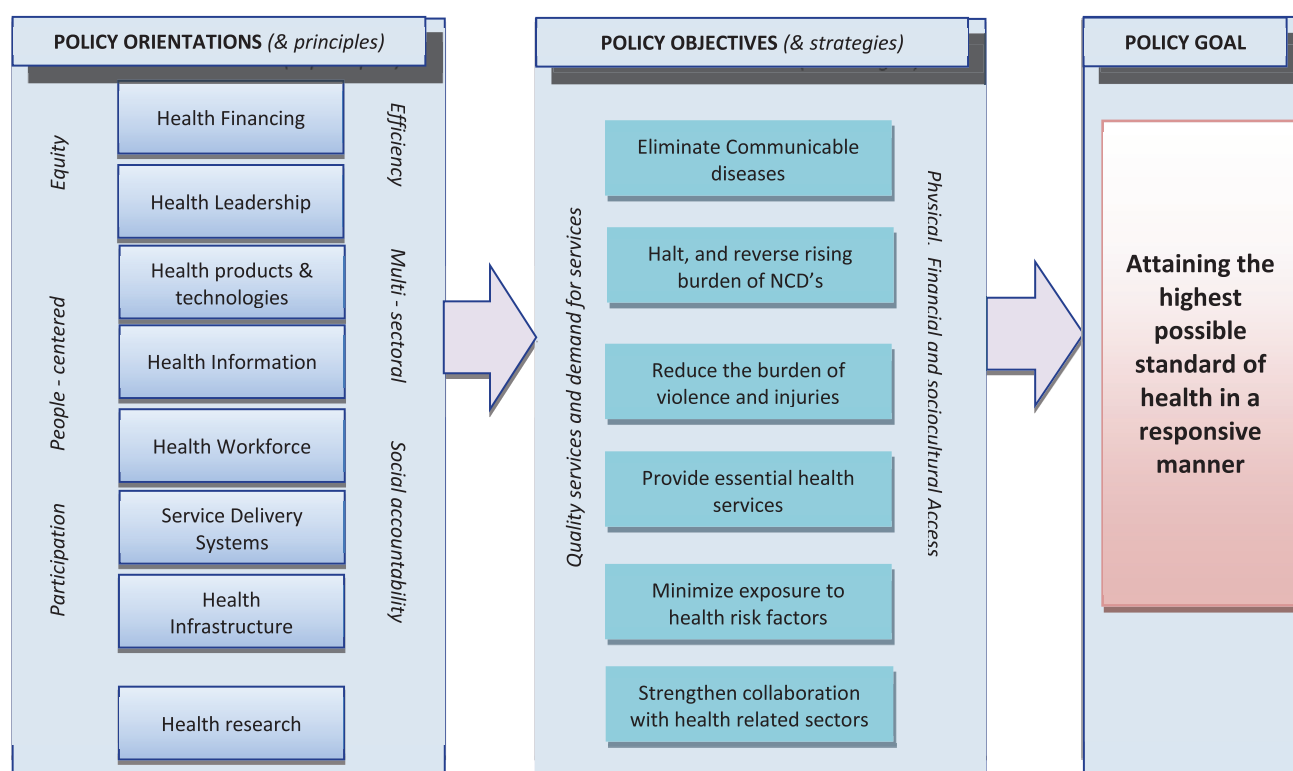 POLICY ORIENTATIONS (& principles)
Equity
People - centered
Participation
Health Financing
Health Leadership
Health products &
technologies
Health Information
Health Workforce
Service Delivery
Systems
Health
Infrastructure
Health research
Efficiency
Multi - sectoral
Social accountability
POLICY OBJECTIVES (& strategies)
Quality services and demand for services
Eliminate Communicable
diseases
Halt, and reverse rising
burden of NCD’s
Reduce the burden of
violence and injuries
Provide essential health
services
Minimize exposure to
health risk factors
Strengthen collaboration
with health related sectors
Physical. Financial and sociocultural Access
POLICY GOAL
Attaining the
highest
possible
standard of
health in a
responsive
manner